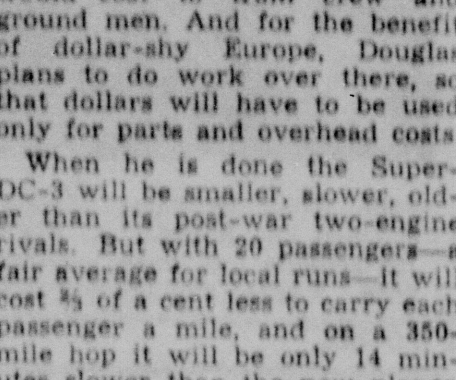 ground men. And for the benefit
of dollar-shy Europe, Douglas
plans to do work over there, so
that dollars will have to be used
only for parts and overhead costs
When he is done the Super-
DC-3 will be smaller, slower, old-
er than its post-war two-engine
rivals. But with 20 passengers—a
fair average for local runs—it will
cost ⅖ of a cent less to carry each
passenger a mile, and on a 350-
mile hop it will be only 14 min-